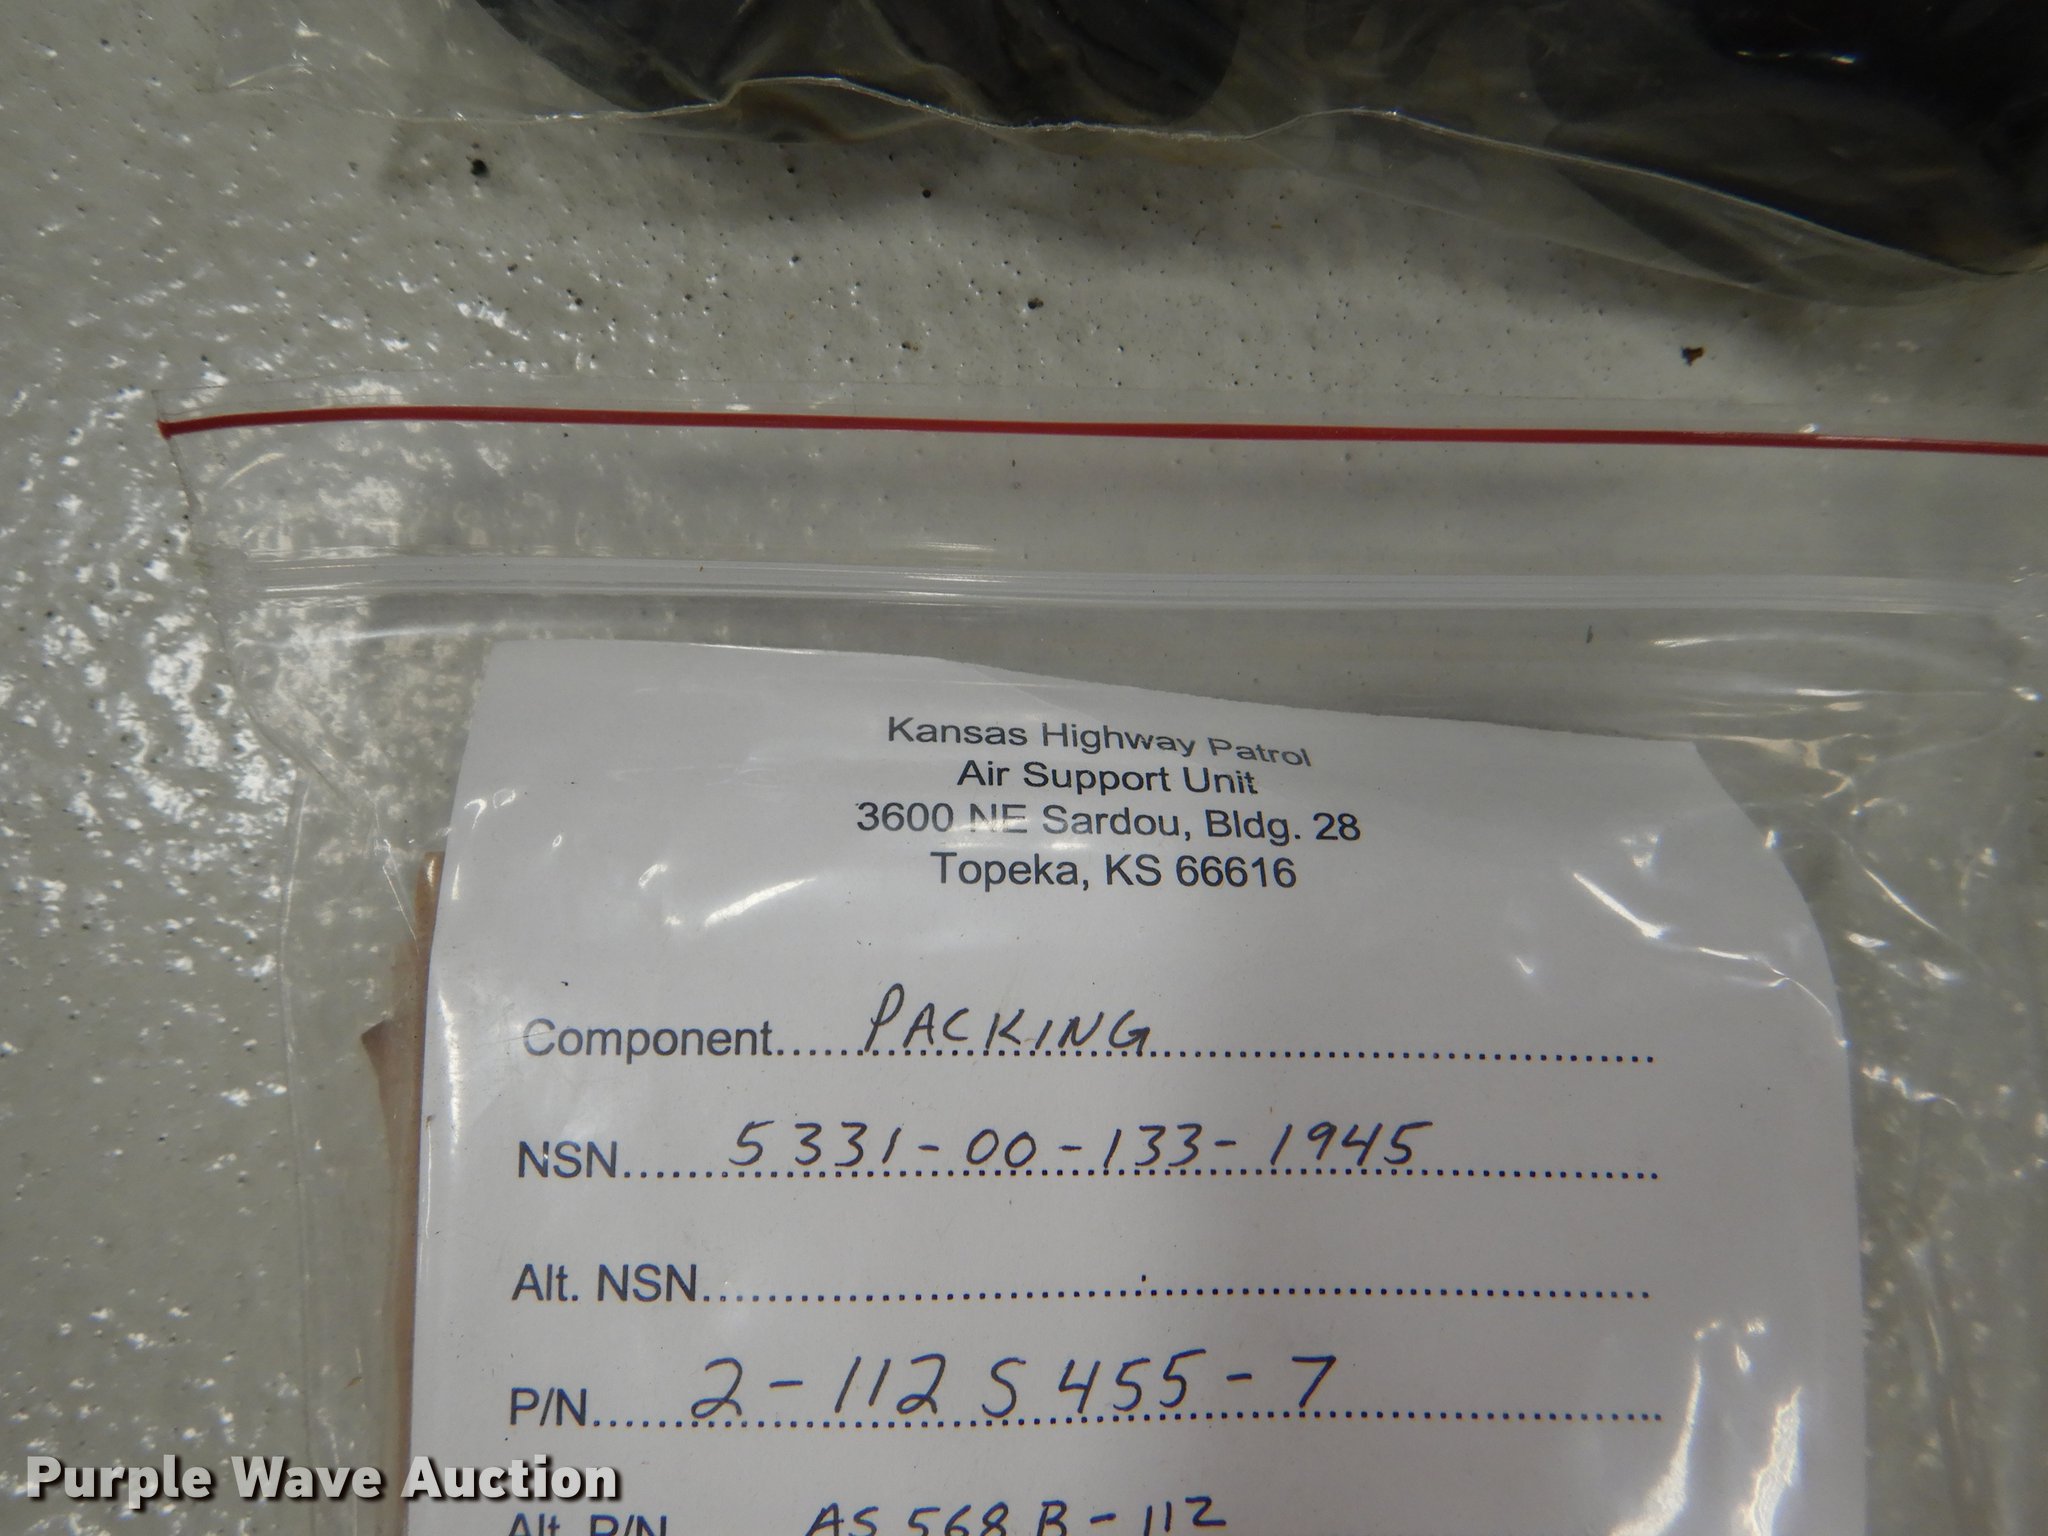 Kansas Highway Patrol
Air Support Unit
3600 NE Sardou, Bldg. 28
Topeka, KS 66616
Component.....PACKING
NSN.....5331-00-133-1945
Alt. NSN.....
P/N.....2-112 S 455-7
Alt. P/N AS 568 B-112
Purple Wave Auction